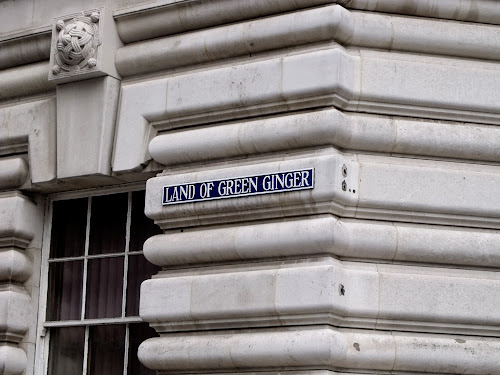 LAND OF GREEN GINGER